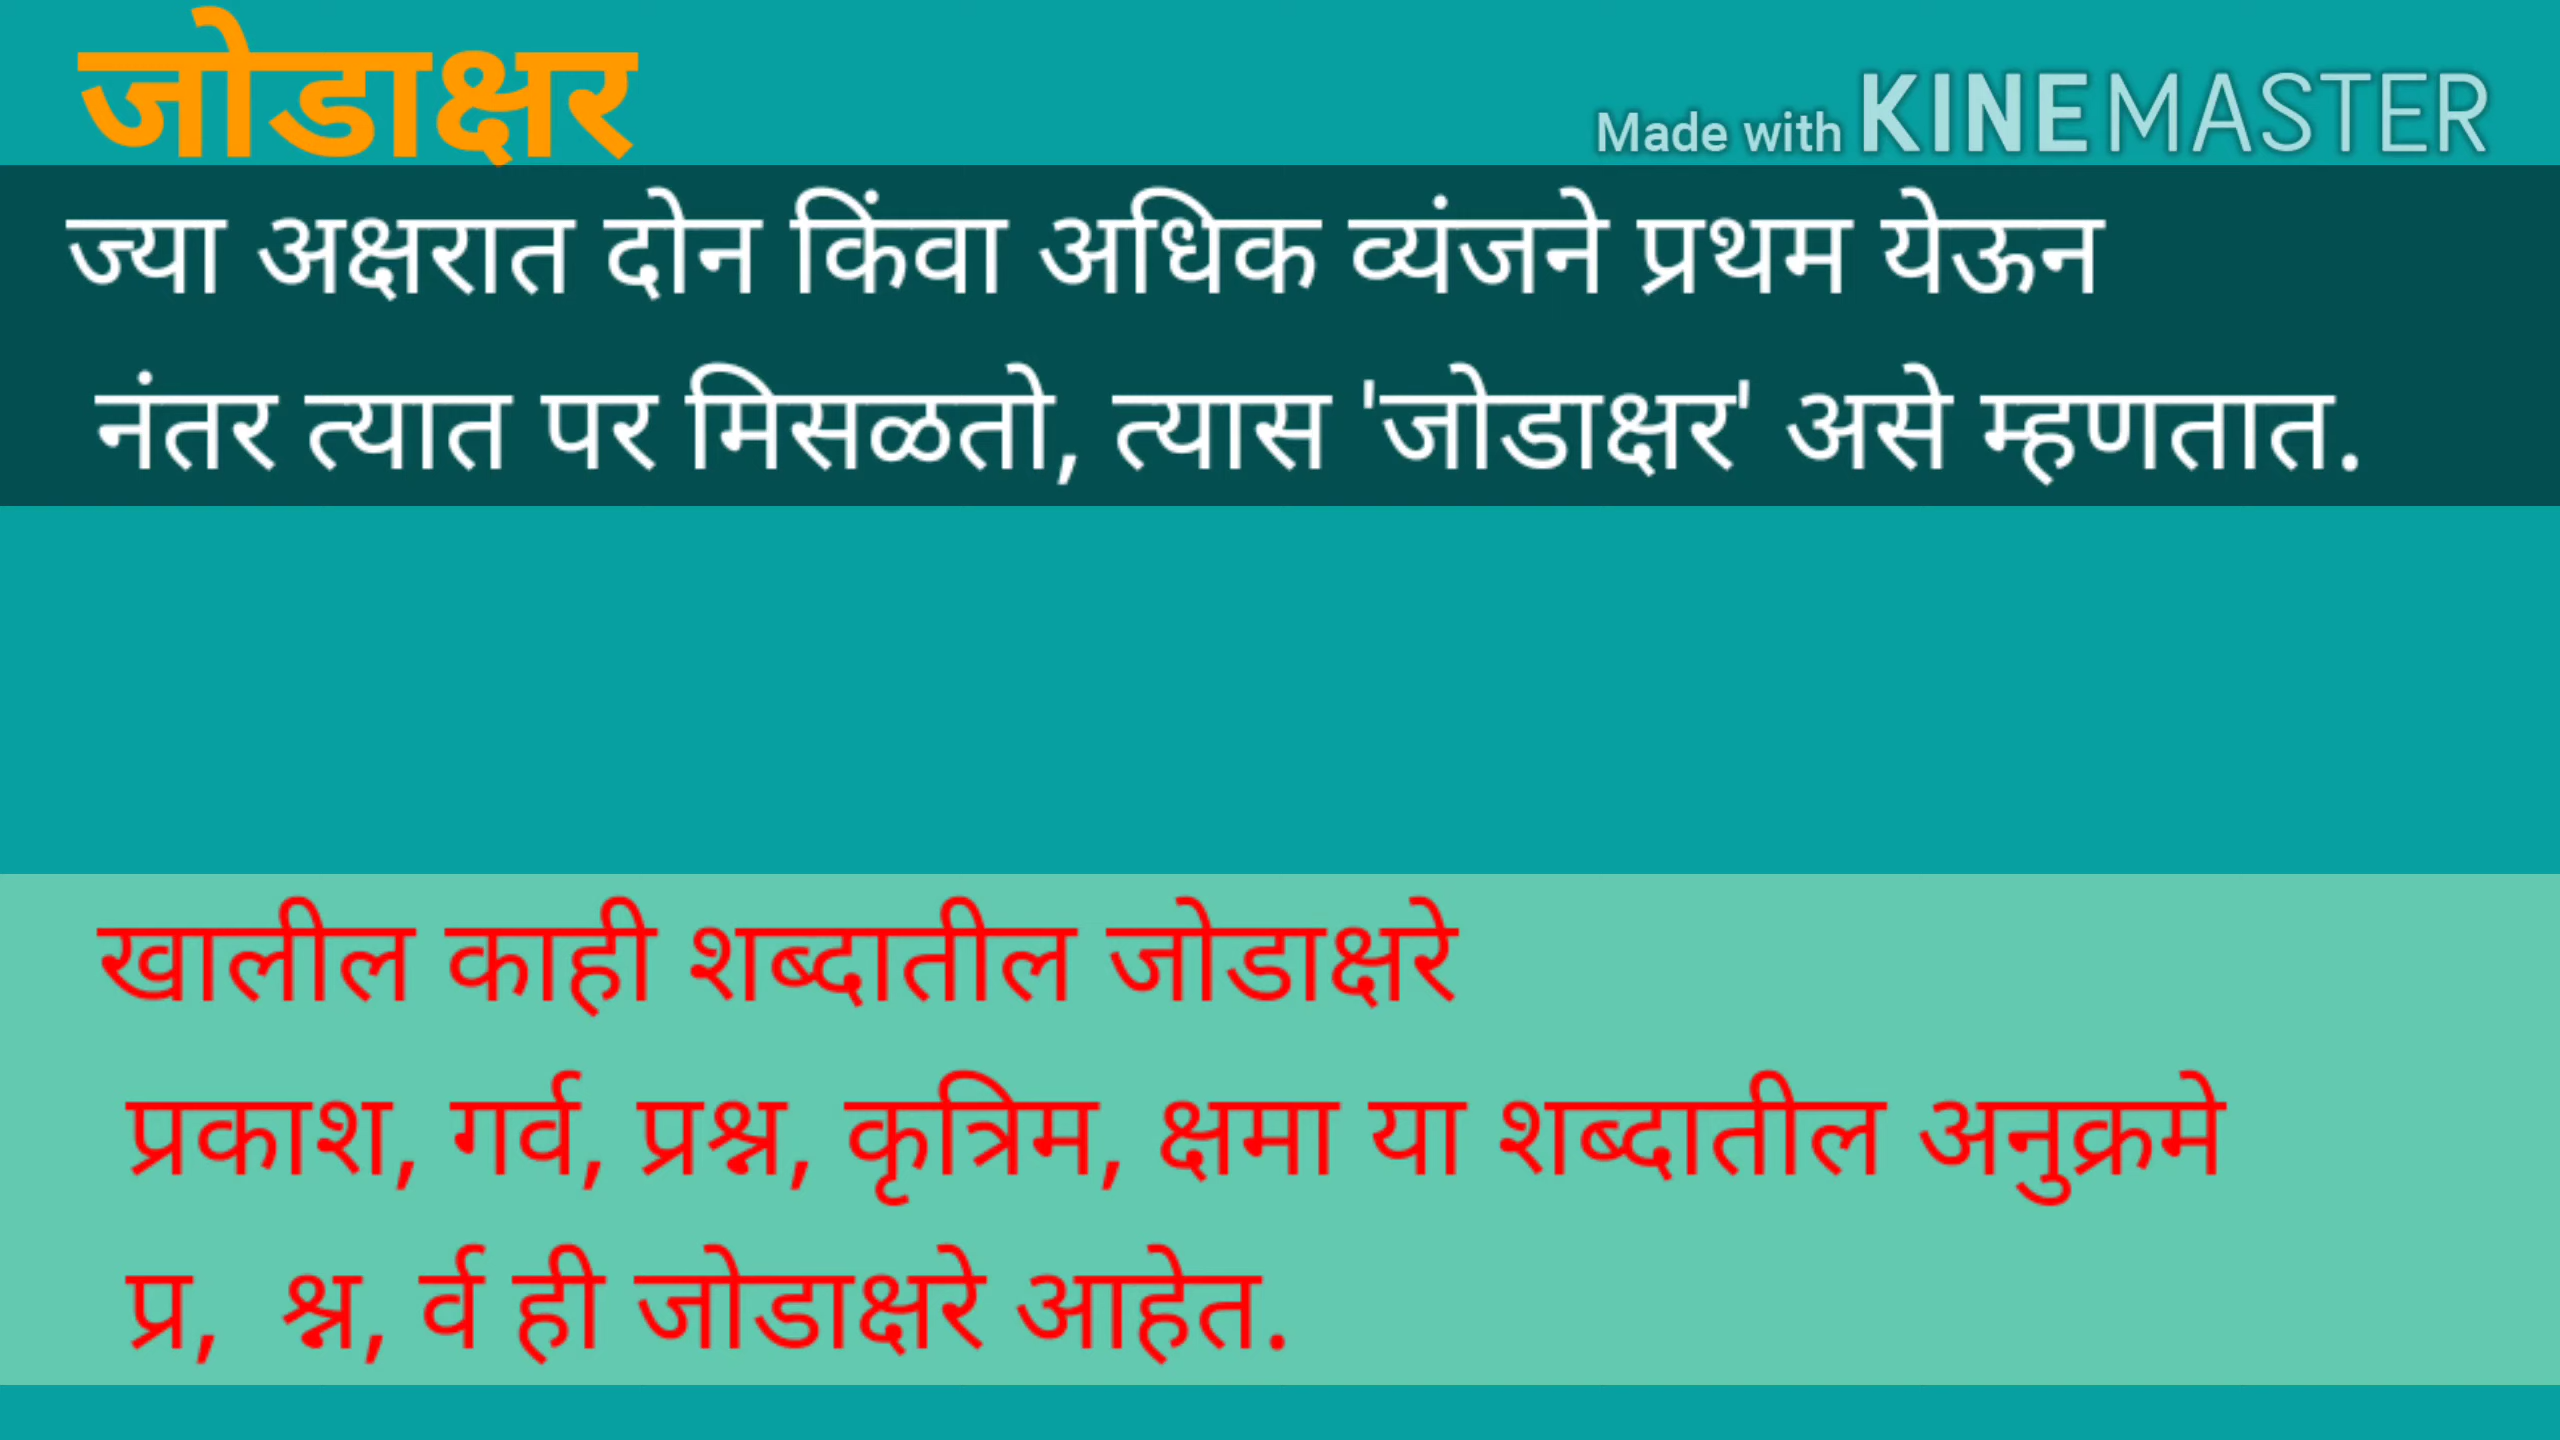 जोडाक्षर
Made with KINEMASTER
ज्या अक्षरात दोन किंवा अधिक व्यंजने प्रथम येऊन
नंतर त्यात पर मिसळतो, त्यास 'जोडाक्षर' असे म्हणतात.
खालील काही शब्दातील जोडाक्षरे
प्रकाश, गर्व, प्रश्न, कृत्रिम, क्षमा या शब्दातील अनुक्रमे
प्र, श्न, र्व ही जोडाक्षरे आहेत.